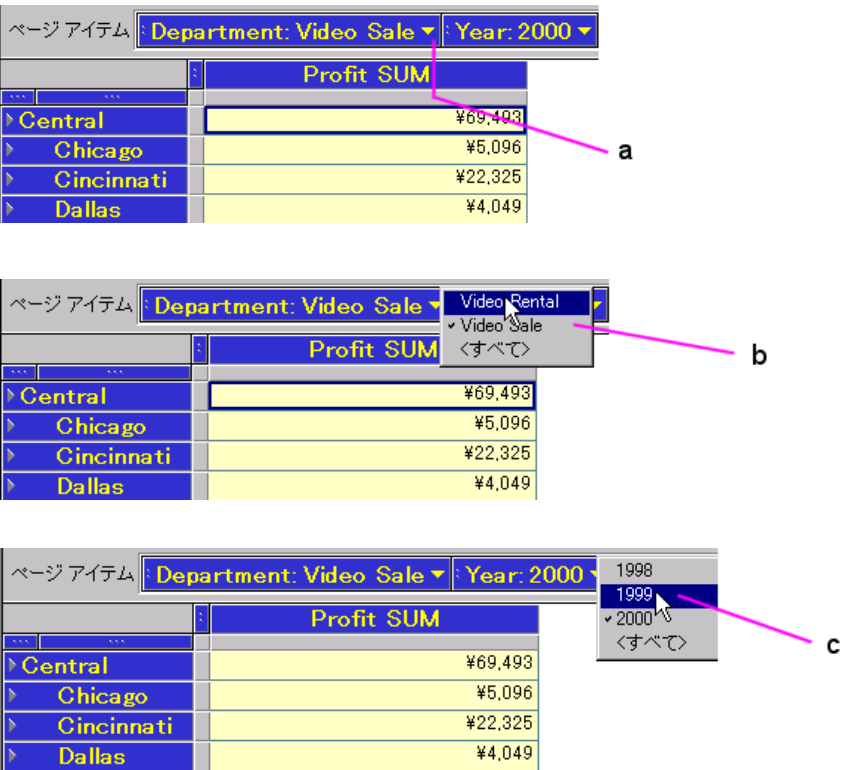 ページ アイテム Department: Video Sale Year: 2000
Profit SUM
Central ¥69,493
Chicago ¥5,096
Cincinnati ¥22,325
Dallas ¥4,049
a
ページ アイテム Department: Video Sale
Video Rental
✓ Video Sale
<すべて>
Profit SUM
Central ¥69,493
Chicago ¥5,096
Cincinnati ¥22,325
Dallas ¥4,049
b
ページ アイテム Department: Video Sale Year: 2000
1998
1999
✓ 2000
<すべて>
Profit SUM
Central ¥69,493
Chicago ¥5,096
Cincinnati ¥22,325
Dallas ¥4,049
c